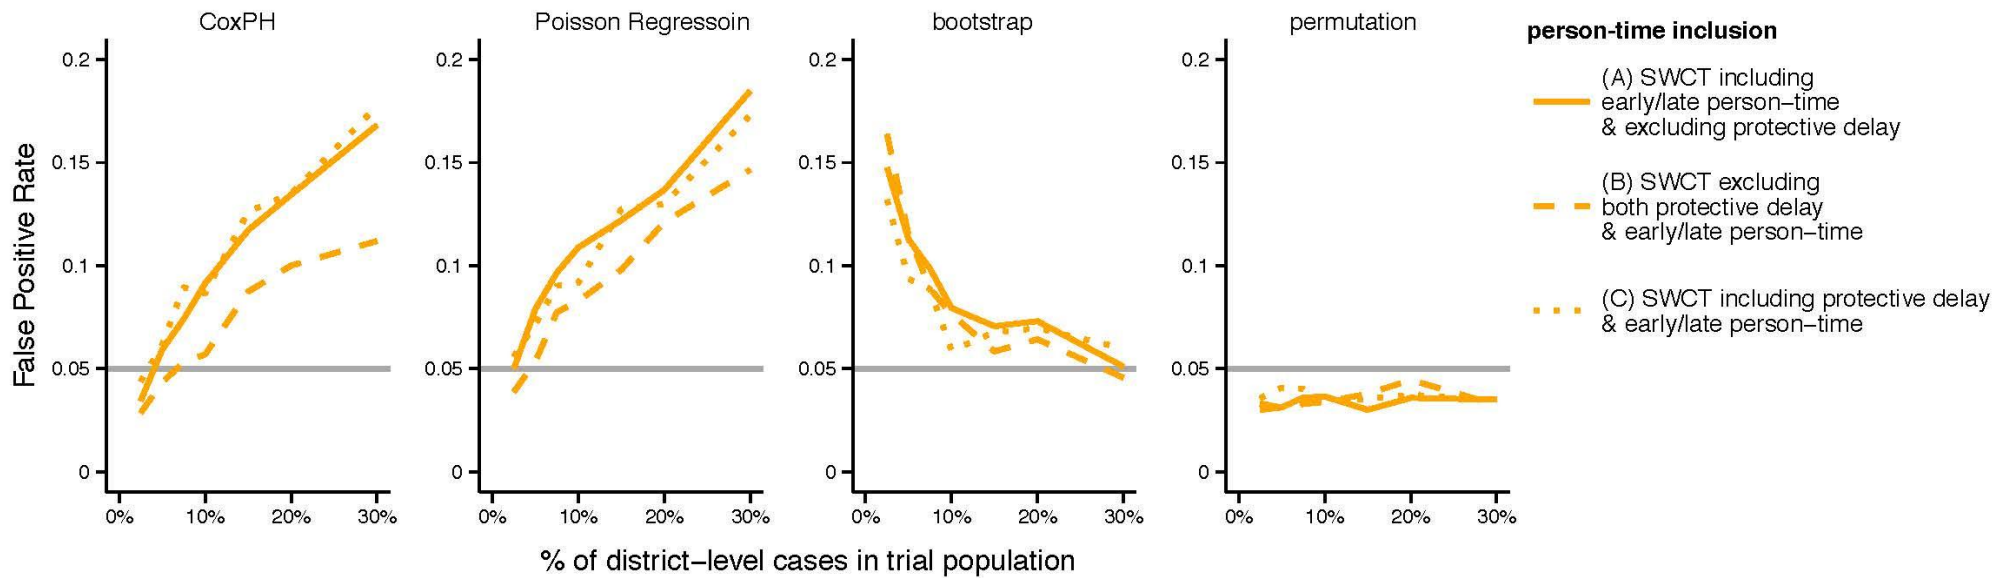 CoxPH
Poisson Regressoin
bootstrap
permutation
False Positive Rate
0.2
0.15
0.1
0.05
0
0%
10%
20%
30%
0.2
0.15
0.1
0.05
0
0%
10%
20%
30%
0.2
0.15
0.1
0.05
0
0%
10%
20%
30%
0.2
0.15
0.1
0.05
0
0%
10%
20%
30%
% of district−level cases in trial population
person-time inclusion
(A) SWCT including
early/late person−time
& excluding protective delay
(B) SWCT excluding
both protective delay
& early/late person−time
(C) SWCT including protective delay
& early/late person−time